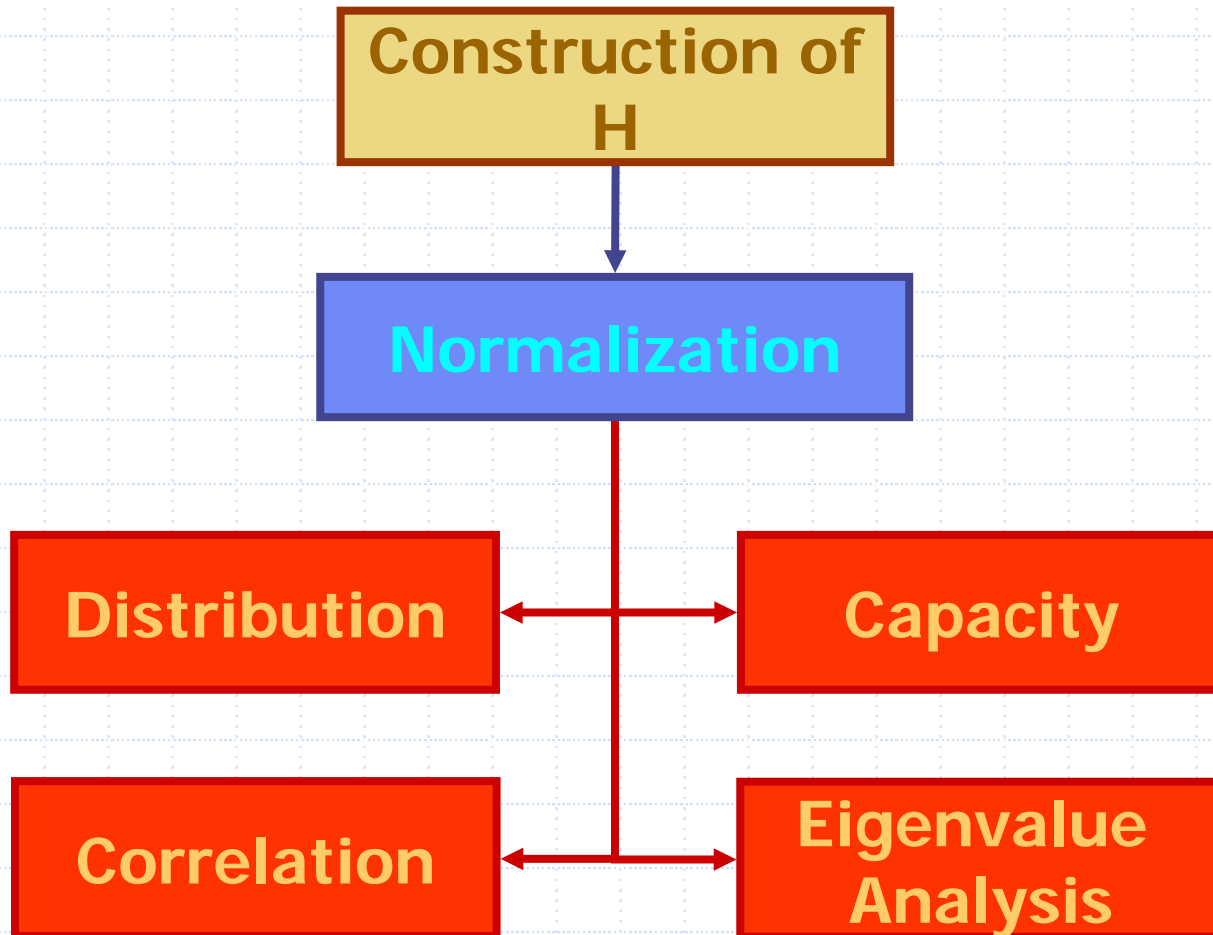 Construction of
H
Normalization
Distribution
Capacity
Correlation
Eigenvalue
Analysis